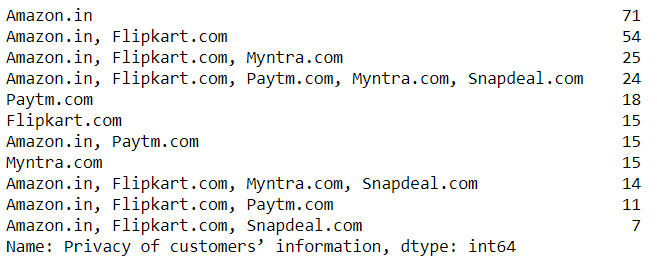 Amazon.in 71
Amazon.in, Flipkart.com 54
Amazon.in, Flipkart.com, Myntra.com 25
Amazon.in, Flipkart.com, Paytm.com, Myntra.com, Snapdeal.com 24
Paytm.com 18
Flipkart.com 15
Amazon.in, Paytm.com 15
Myntra.com 15
Amazon.in, Flipkart.com, Myntra.com, Snapdeal.com 14
Amazon.in, Flipkart.com, Paytm.com 11
Amazon.in, Flipkart.com, Snapdeal.com 7
Name: Privacy of customers’ information, dtype: int64